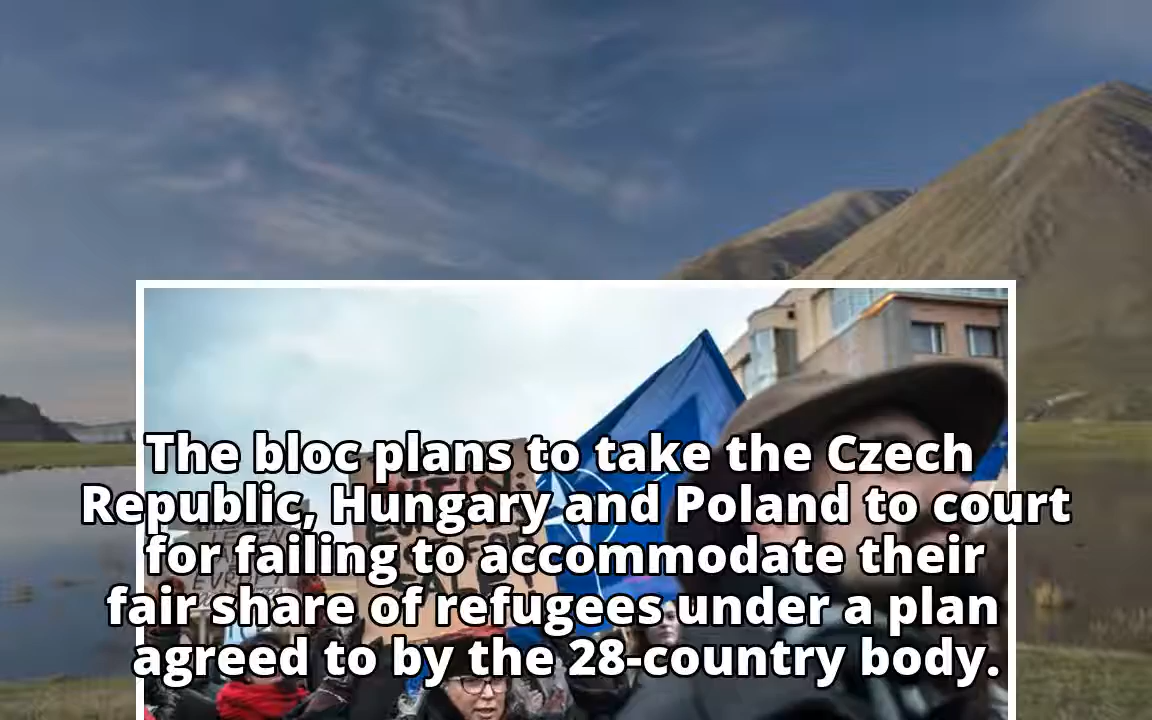 The bloc plans to take the Czech
Republic, Hungary and Poland to court
for failing to accommodate their
fair share of refugees under a plan
agreed to by the 28-country body.